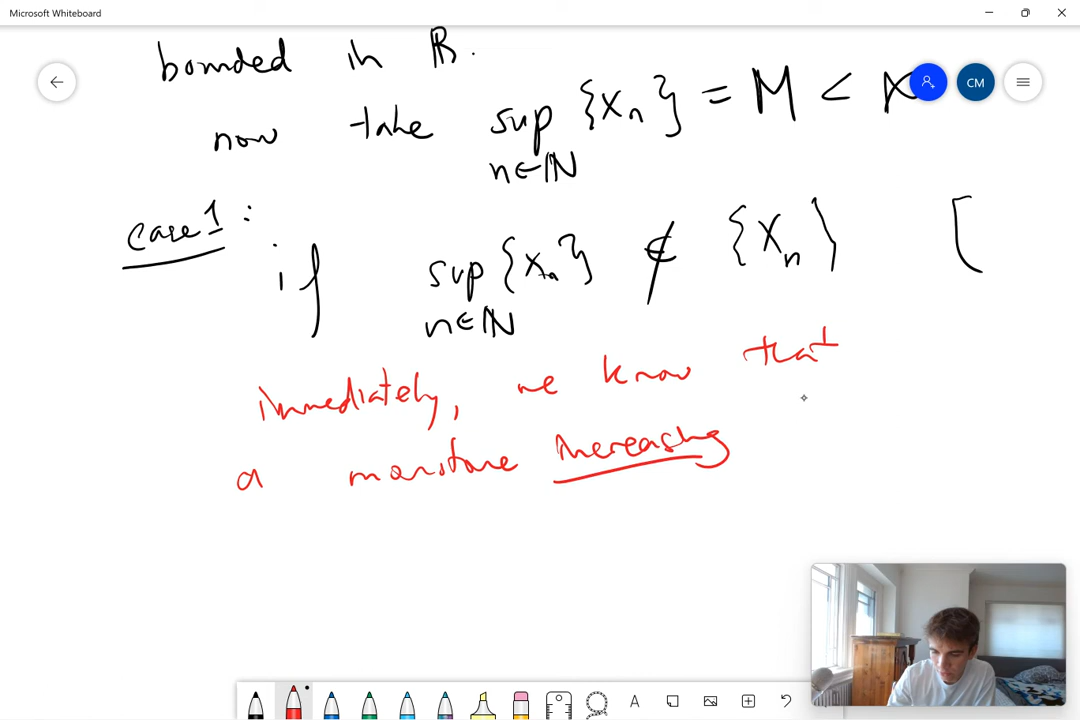 Microsoft Whiteboard
bounded in ℝ.
CM
now take sup {xₙ} = M < ∞
n∈ℕ
case 1:
if sup {xₙ} ∉ {xₙ} [
n∈ℕ
immediately, we know that
a monotone increasing
A